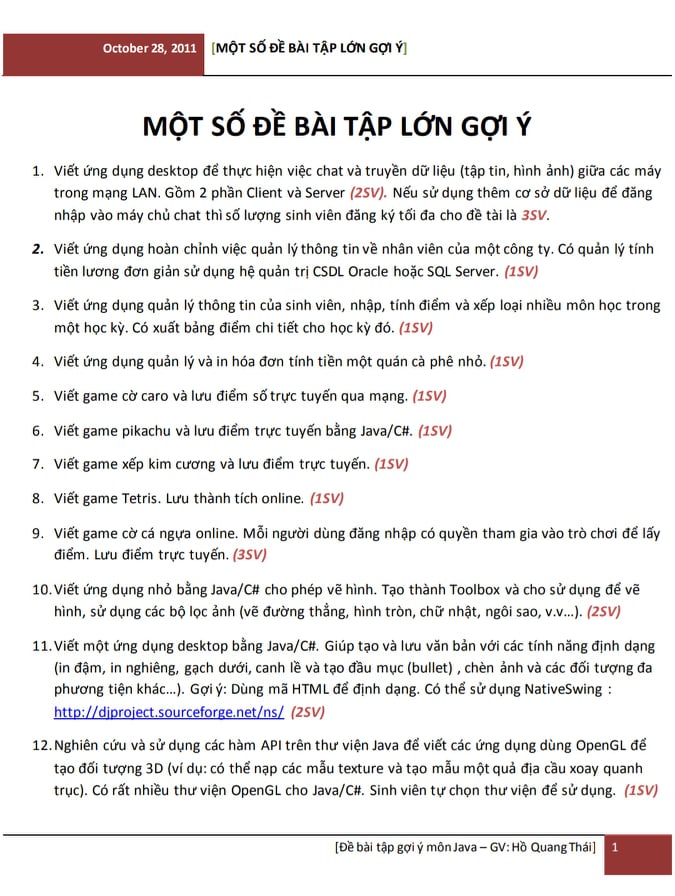 October 28, 2011 [MỘT SỐ ĐỀ BÀI TẬP LỚN GỢI Ý]
MỘT SỐ ĐỀ BÀI TẬP LỚN GỢI Ý
1. Viết ứng dụng desktop để thực hiện việc chat và truyền dữ liệu (tập tin, hình ảnh) giữa các máy
trong mạng LAN. Gồm 2 phần Client và Server (2SV). Nếu sử dụng thêm cơ sở dữ liệu để đăng
nhập vào máy chủ chat thì số lượng sinh viên đăng ký tối đa cho đề tài là 3SV.
2. Viết ứng dụng hoàn chỉnh việc quản lý thông tin về nhân viên của một công ty. Có quản lý tính
tiền lương đơn giản sử dụng hệ quản trị CSDL Oracle hoặc SQL Server. (1SV)
3. Viết ứng dụng quản lý thông tin của sinh viên, nhập, tính điểm và xếp loại nhiều môn học trong
một học kỳ. Có xuất bảng điểm chi tiết cho học kỳ đó. (1SV)
4. Viết ứng dụng quản lý và in hóa đơn tính tiền một quán cà phê nhỏ. (1SV)
5. Viết game cờ caro và lưu điểm số trực tuyến qua mạng. (1SV)
6. Viết game pikachu và lưu điểm trực tuyến bằng Java/C#. (1SV)
7. Viết game xếp kim cương và lưu điểm trực tuyến. (1SV)
8. Viết game Tetris. Lưu thành tích online. (1SV)
9. Viết game cờ cá ngựa online. Mỗi người dùng đăng nhập có quyền tham gia vào trò chơi để lấy
điểm. Lưu điểm trực tuyến. (3SV)
10. Viết ứng dụng nhỏ bằng Java/C# cho phép vẽ hình. Tạo thành Toolbox và cho sử dụng để vẽ
hình, sử dụng các bộ lọc ảnh (vẽ đường thẳng, hình tròn, chữ nhật, ngôi sao, v.v...). (2SV)
11. Viết một ứng dụng desktop bằng Java/C#. Giúp tạo và lưu văn bản với các tính năng định dạng
(in đậm, in nghiêng, gạch dưới, canh lề và tạo đầu mục (bullet) , chèn ảnh và các đối tượng đa
phương tiện khác...). Gợi ý: Dùng mã HTML để định dạng. Có thể sử dụng NativeSwing :
http://djproject.sourceforge.net/ns/ (2SV)
12. Nghiên cứu và sử dụng các hàm API trên thư viện Java để viết các ứng dụng dùng OpenGL để
tạo đối tượng 3D (ví dụ: có thể nạp các mẫu texture và tạo mẫu một quả địa cầu xoay quanh
trục). Có rất nhiều thư viện OpenGL cho Java/C#. Sinh viên tự chọn thư viện để sử dụng. (1SV)
[Đề bài tập gợi ý môn Java – GV: Hồ Quang Thái] 1